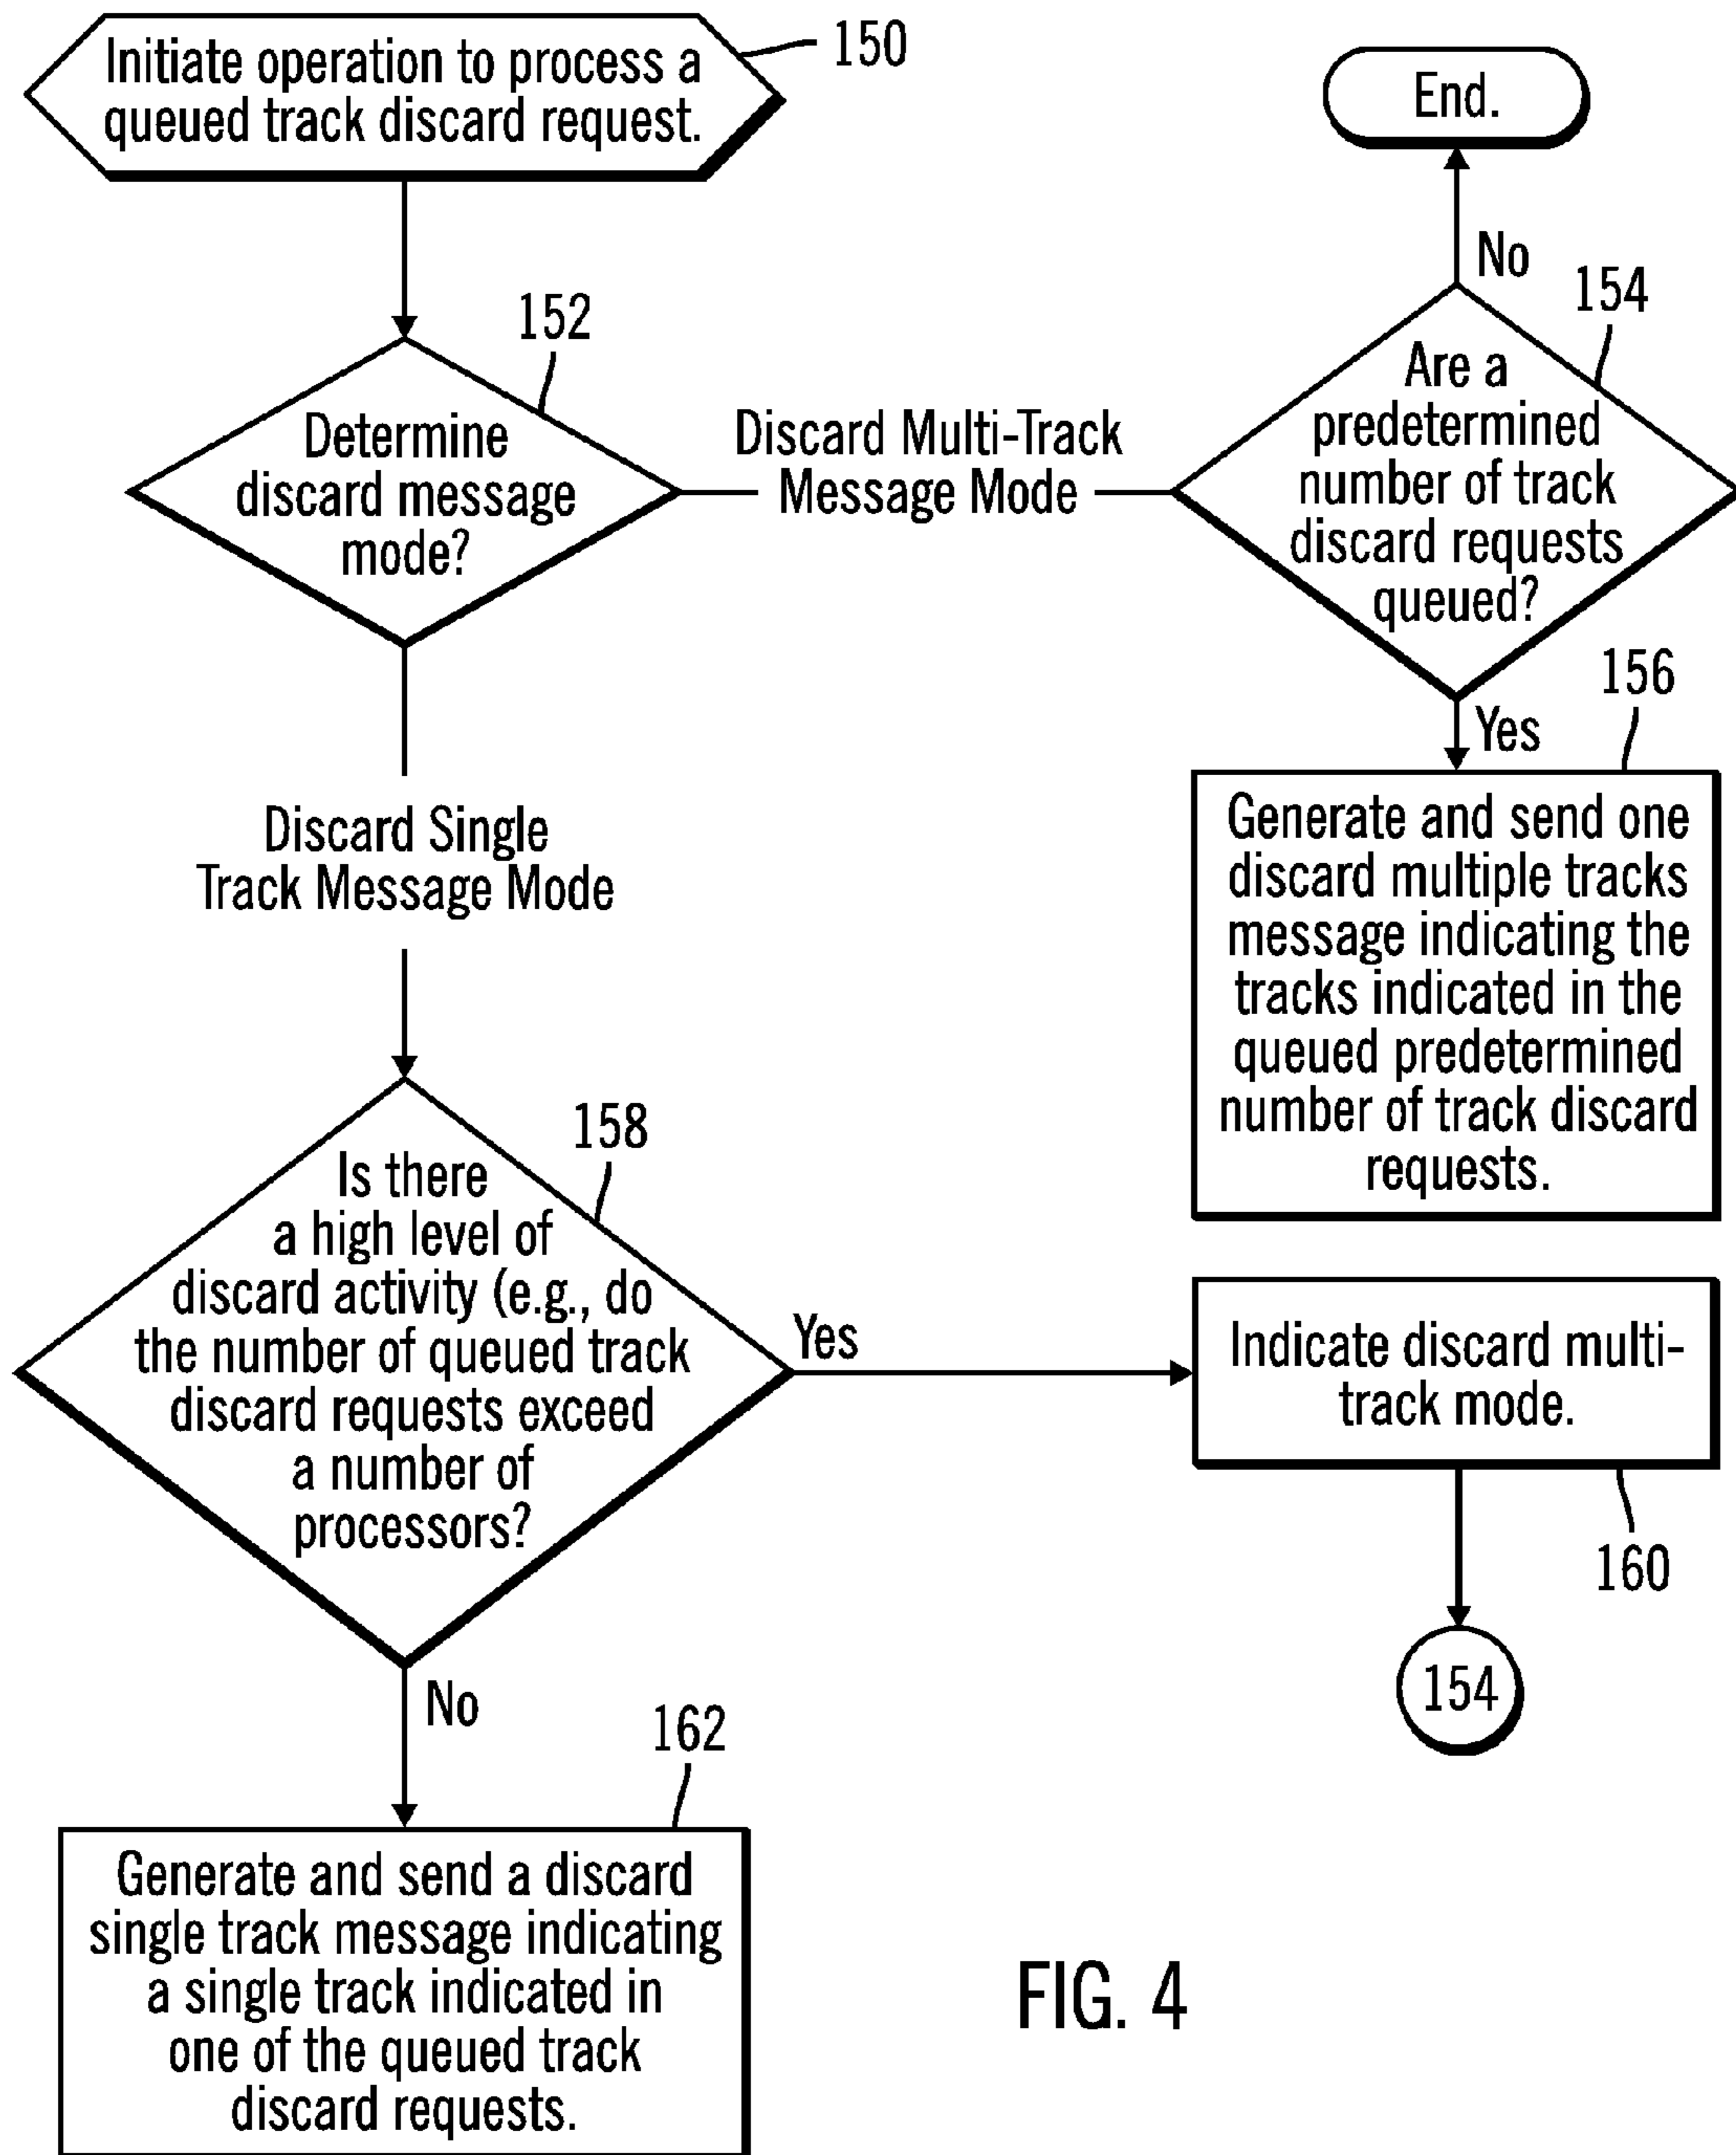 Initiate operation to process a
queued track discard request.
150
End.
No
152
154
Determine
discard message
mode?
Discard Multi-Track
Message Mode
Are a
predetermined
number of track
discard requests
queued?
Yes
156
Generate and send one
discard multiple tracks
message indicating the
tracks indicated in the
queued predetermined
number of track discard
requests.
Discard Single
Track Message Mode
158
Is there
a high level of
discard activity (e.g., do
the number of queued track
discard requests exceed
a number of
processors?
Yes
Indicate discard multi-
track mode.
160
154
No
162
Generate and send a discard
single track message indicating
a single track indicated in
one of the queued track
discard requests.
FIG. 4